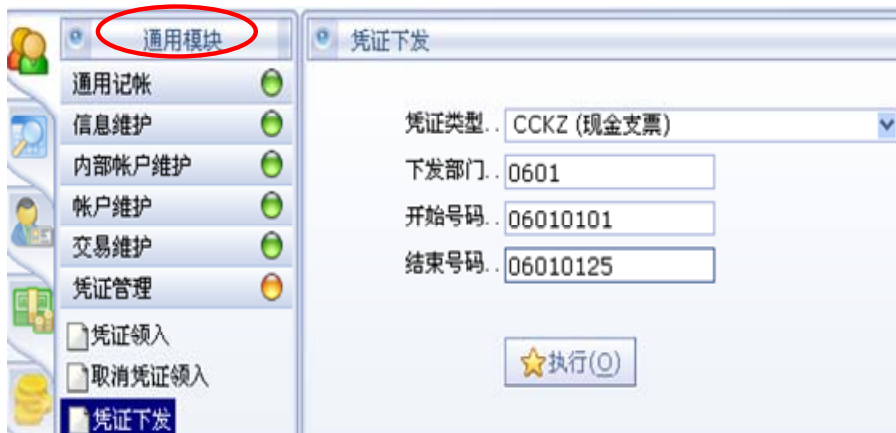 通用模块
通用记帐
信息维护
内部帐户维护
帐户维护
交易维护
凭证管理
凭证领入
取消凭证领入
凭证下发
凭证下发
凭证类型.. CCKZ (现金支票)
下发部门.. 0601
开始号码.. 06010101
结束号码.. 06010125
执行(O)